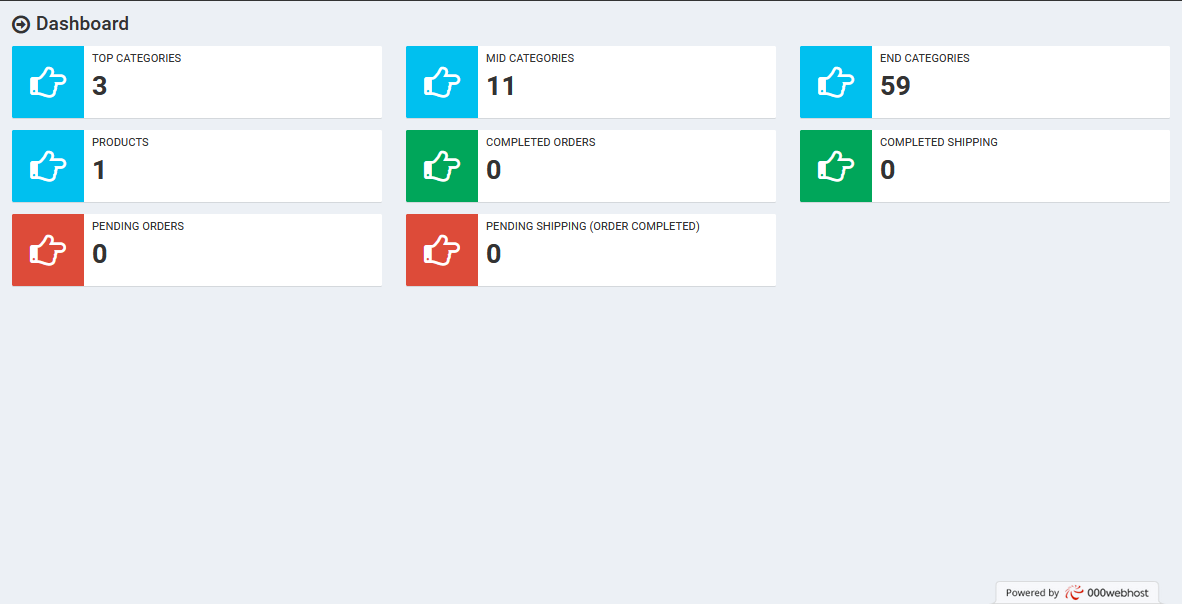 Dashboard
TOP CATEGORIES
3
MID CATEGORIES
11
END CATEGORIES
59
PRODUCTS
1
COMPLETED ORDERS
0
COMPLETED SHIPPING
0
PENDING ORDERS
0
PENDING SHIPPING (ORDER COMPLETED)
0
Powered by 000webhost